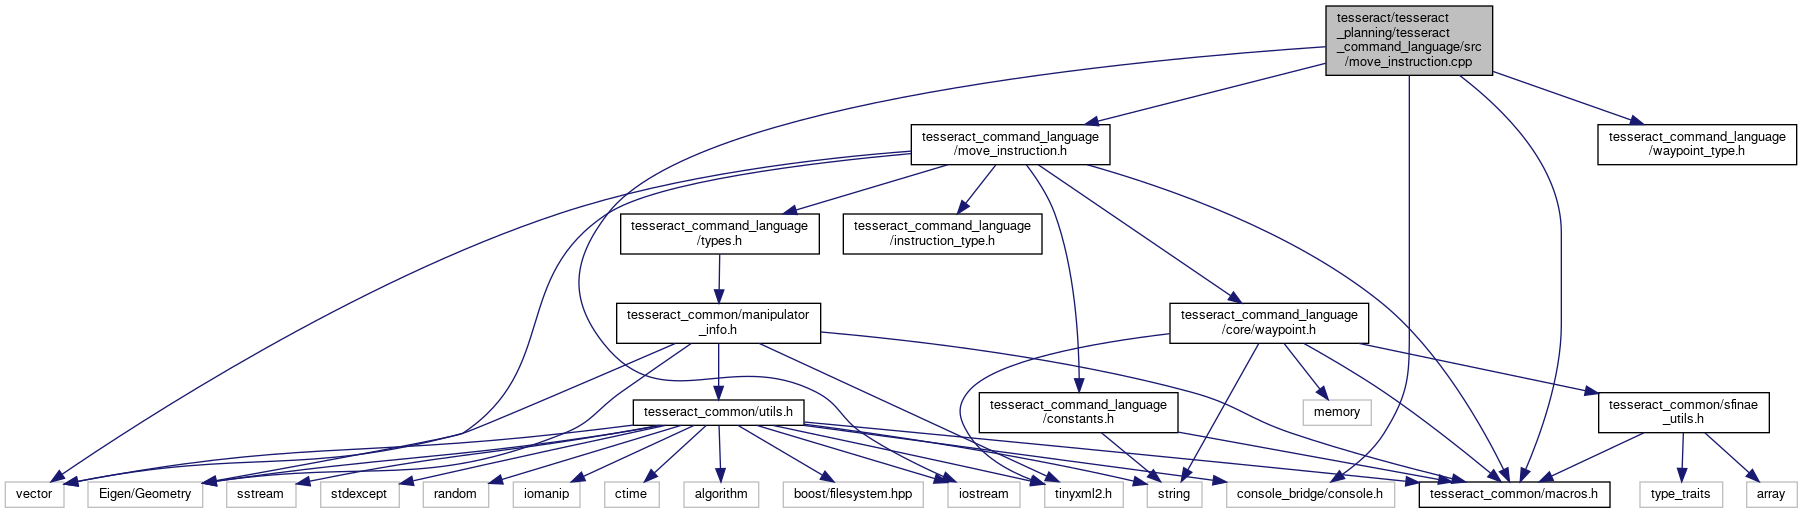 tesseract/tesseract
_planning/tesseract
_command_language/src
/move_instruction.cpp
tesseract_command_language
/move_instruction.h
tesseract_command_language
/waypoint_type.h
tesseract_command_language
/types.h
tesseract_command_language
/instruction_type.h
tesseract_common/manipulator
_info.h
tesseract_command_language
/core/waypoint.h
tesseract_common/utils.h
tesseract_command_language
/constants.h
memory
tesseract_common/sfinae
_utils.h
vector
Eigen/Geometry
sstream
stdexcept
random
iomanip
ctime
algorithm
boost/filesystem.hpp
iostream
tinyxml2.h
string
console_bridge/console.h
tesseract_common/macros.h
type_traits
array